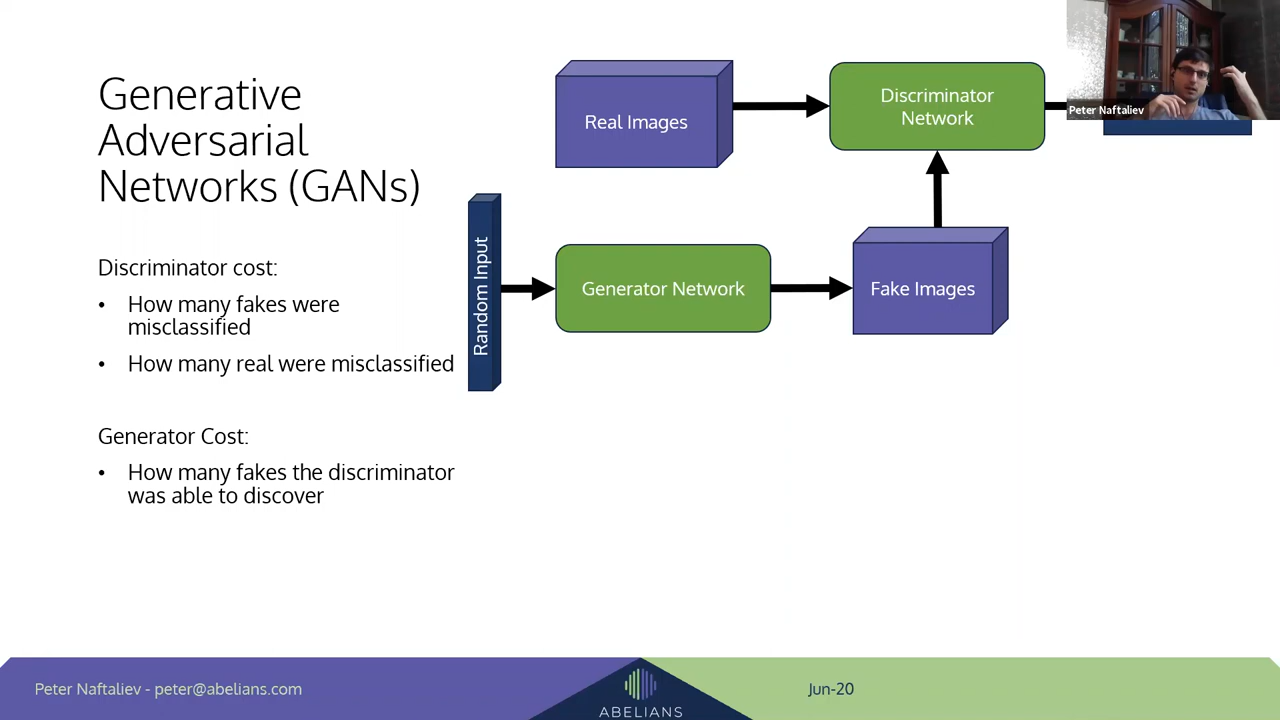 Generative
Adversarial
Networks (GANs)
Discriminator cost:
• How many fakes were
misclassified
• How many real were misclassified
Generator Cost:
• How many fakes the discriminator
was able to discover
Real Images
Discriminator
Network
Random Input
Generator Network
Fake Images
Peter Naftaliev
Peter Naftaliev - peter@abelians.com
ABELIANS
Jun-20